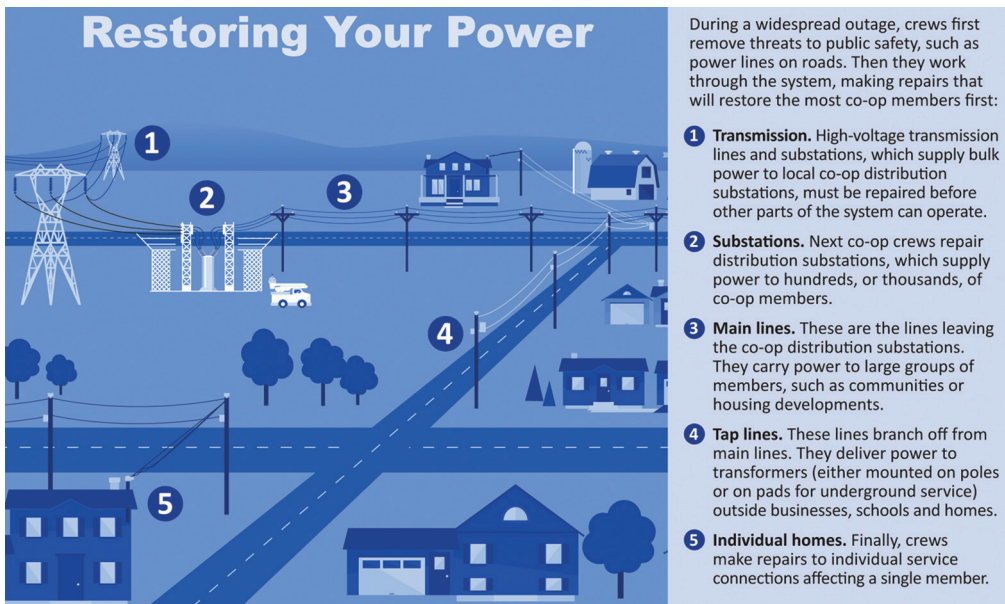 Restoring Your Power
1
2
3
4
5
During a widespread outage, crews first
remove threats to public safety, such as
power lines on roads. Then they work
through the system, making repairs that
will restore the most co-op members first:
1 Transmission. High-voltage transmission
lines and substations, which supply bulk
power to local co-op distribution
substations, must be repaired before
other parts of the system can operate.
2 Substations. Next co-op crews repair
distribution substations, which supply
power to hundreds, or thousands, of
co-op members.
3 Main lines. These are the lines leaving
the co-op distribution substations.
They carry power to large groups of
members, such as communities or
housing developments.
4 Tap lines. These lines branch off from
main lines. They deliver power to
transformers (either mounted on poles
or on pads for underground service)
outside businesses, schools and homes.
5 Individual homes. Finally, crews
make repairs to individual service
connections affecting a single member.